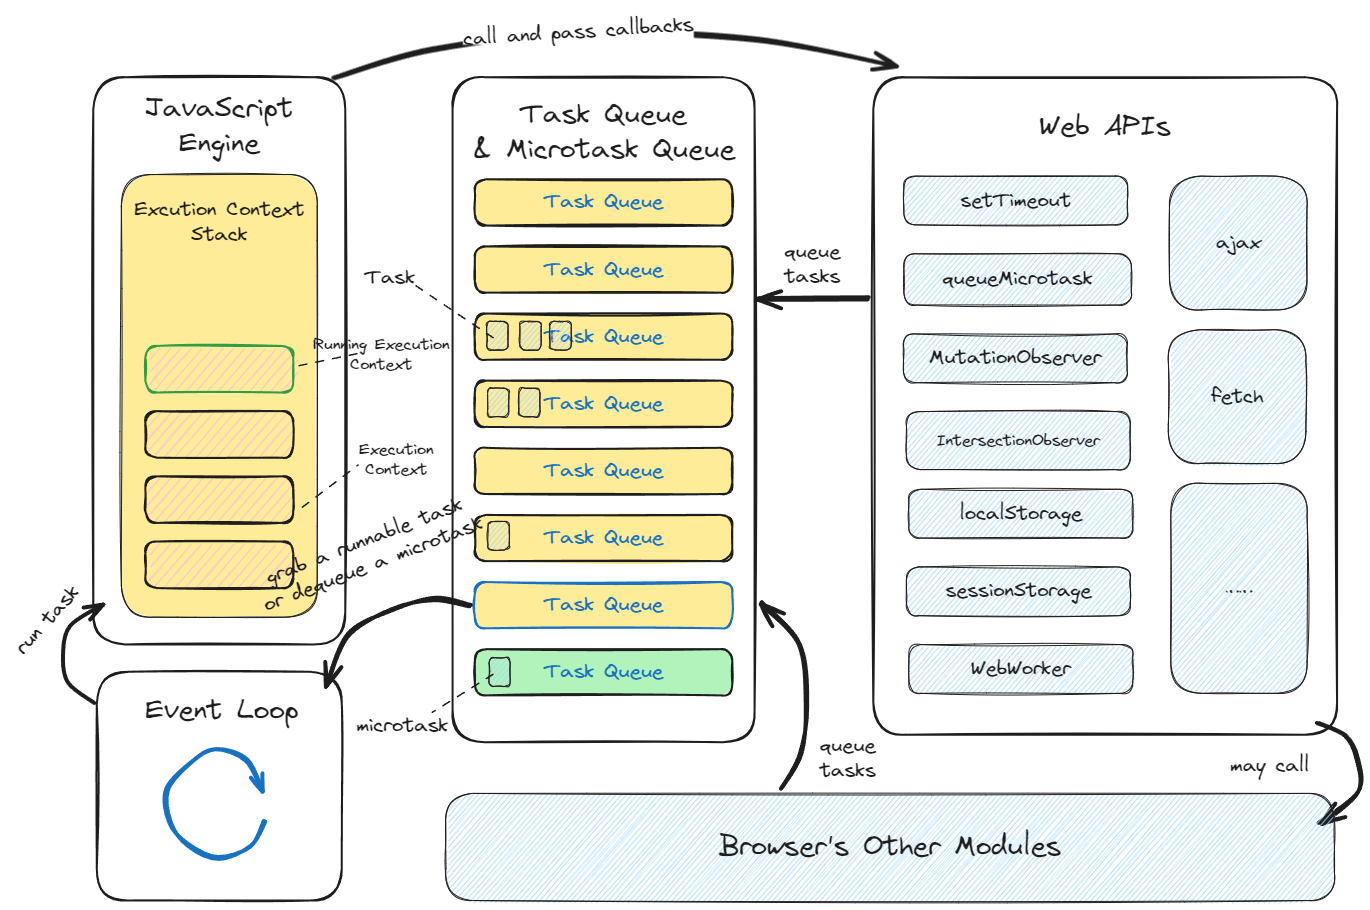 call and pass callbacks
JavaScript
Engine
Excution Context
Stack
Running Execution
Context
Execution
Context
Task
Task Queue
& Microtask Queue
Task Queue
Task Queue
Task Queue
Task Queue
Task Queue
Task Queue
Task Queue
Task Queue
microtask
grab a runnable task
or dequeue a microtask
run task
Event Loop
queue
tasks
Web APIs
setTimeout
queueMicrotask
MutationObserver
IntersectionObserver
localStorage
sessionStorage
WebWorker
ajax
fetch
......
queue
tasks
may call
Browser's Other Modules